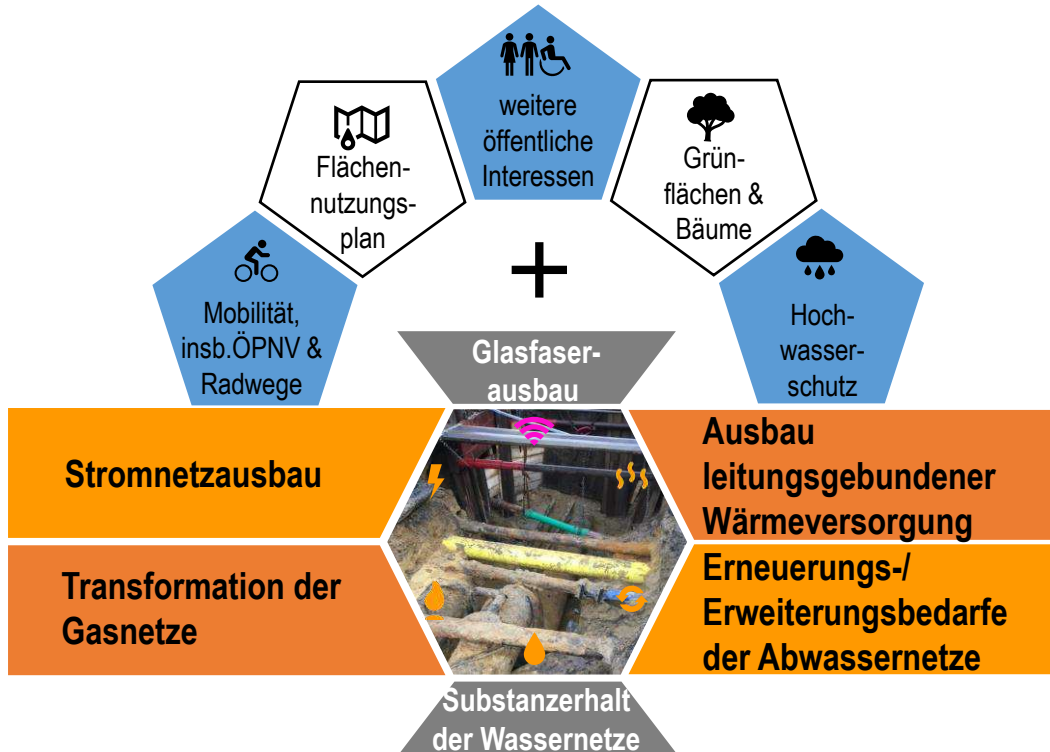 weitere
öffentliche
Interessen
Flächen-
nutzungs-
plan
Grün-
flächen &
Bäume
Mobilität,
insb.ÖPNV &
Radwege
Hoch-
wasser-
schutz
Glasfaser-
ausbau
Stromnetzausbau
Ausbau
leitungsgebundener
Wärmeversorgung
Transformation der
Gasnetze
Erneuerungs-/
Erweiterungsbedarfe
der Abwassernetze
Substanzerhalt
der Wassernetze